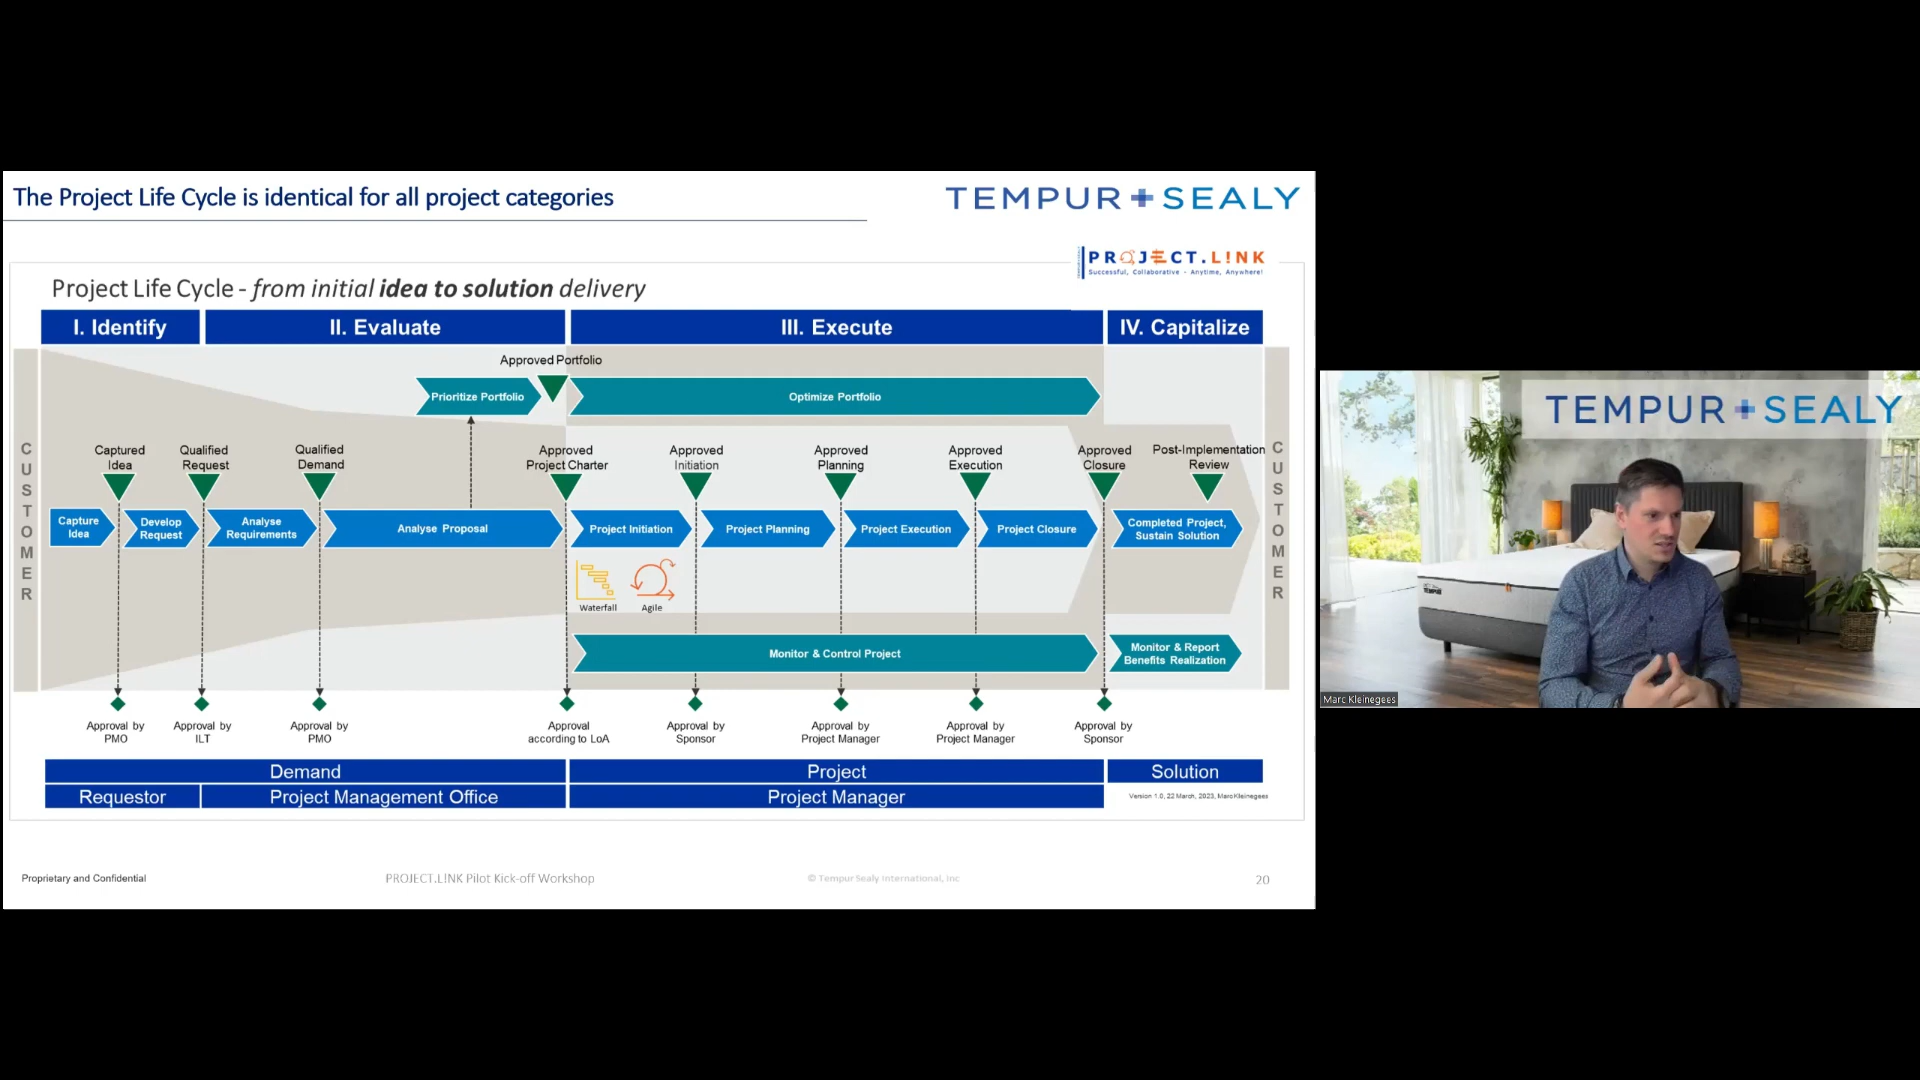 The Project Life Cycle is identical for all project categories
TEMPUR + SEALY
PROJECT.L!NK
Successful, Collaborative - Anytime, Anywhere!
Project Life Cycle - from initial idea to solution delivery
I. Identify
II. Evaluate
III. Execute
IV. Capitalize
Approved Portfolio
Prioritize Portfolio
Optimize Portfolio
CUSTOMER
Captured
Idea
Qualified
Request
Qualified
Demand
Approved
Project Charter
Approved
Initiation
Approved
Planning
Approved
Execution
Approved
Closure
Post-Implementation
Review
CUSTOMER
Capture
Idea
Develop
Request
Analyse
Requirements
Analyse Proposal
Project Initiation
Project Planning
Project Execution
Project Closure
Completed Project,
Sustain Solution
Waterfall
Agile
Monitor & Control Project
Monitor & Report
Benefits Realization
Approval by
PMO
Approval by
ILT
Approval by
PMO
Approval
according to LoA
Approval by
Sponsor
Approval by
Project Manager
Approval by
Project Manager
Approval by
Sponsor
Demand
Project
Solution
Requestor
Project Management Office
Project Manager
Version 1.0, 22 March, 2023, Marc Kleinegees
Proprietary and Confidential
PROJECT.L!NK Pilot Kick-off Workshop
© Tempur Sealy International, Inc
20
TEMPUR + SEALY
TEMPUR
Marc Kleinegees